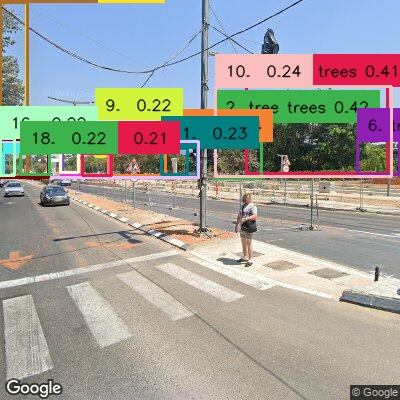 10. 0.24
trees 0.41
9. 0.22
2. tree trees 0.42
6. t
18. 0.22
0.21
1. 0.23
Google
© 2023 Google